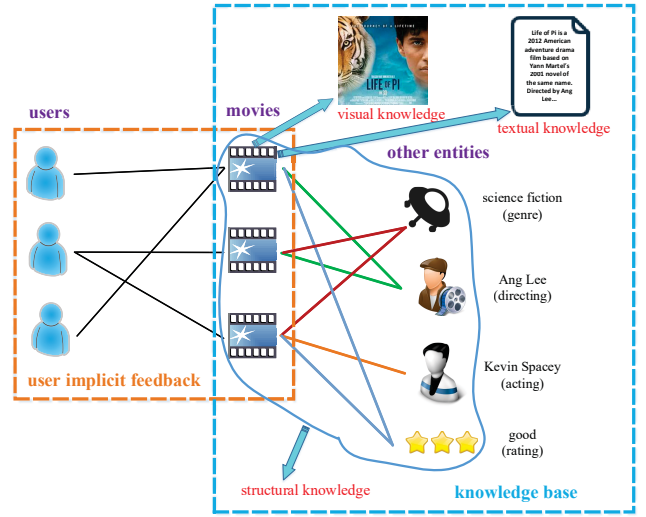 users
movies
LIFE OF PI
visual knowledge
Life of Pi is a
2012 American
adventure drama
film based on
Yann Martel's
2001 novel of
the same name.
Directed by Ang
Lee...
textual knowledge
other entities
science fiction
(genre)
Ang Lee
(directing)
Kevin Spacey
(acting)
good
(rating)
user implicit feedback
structural knowledge
knowledge base